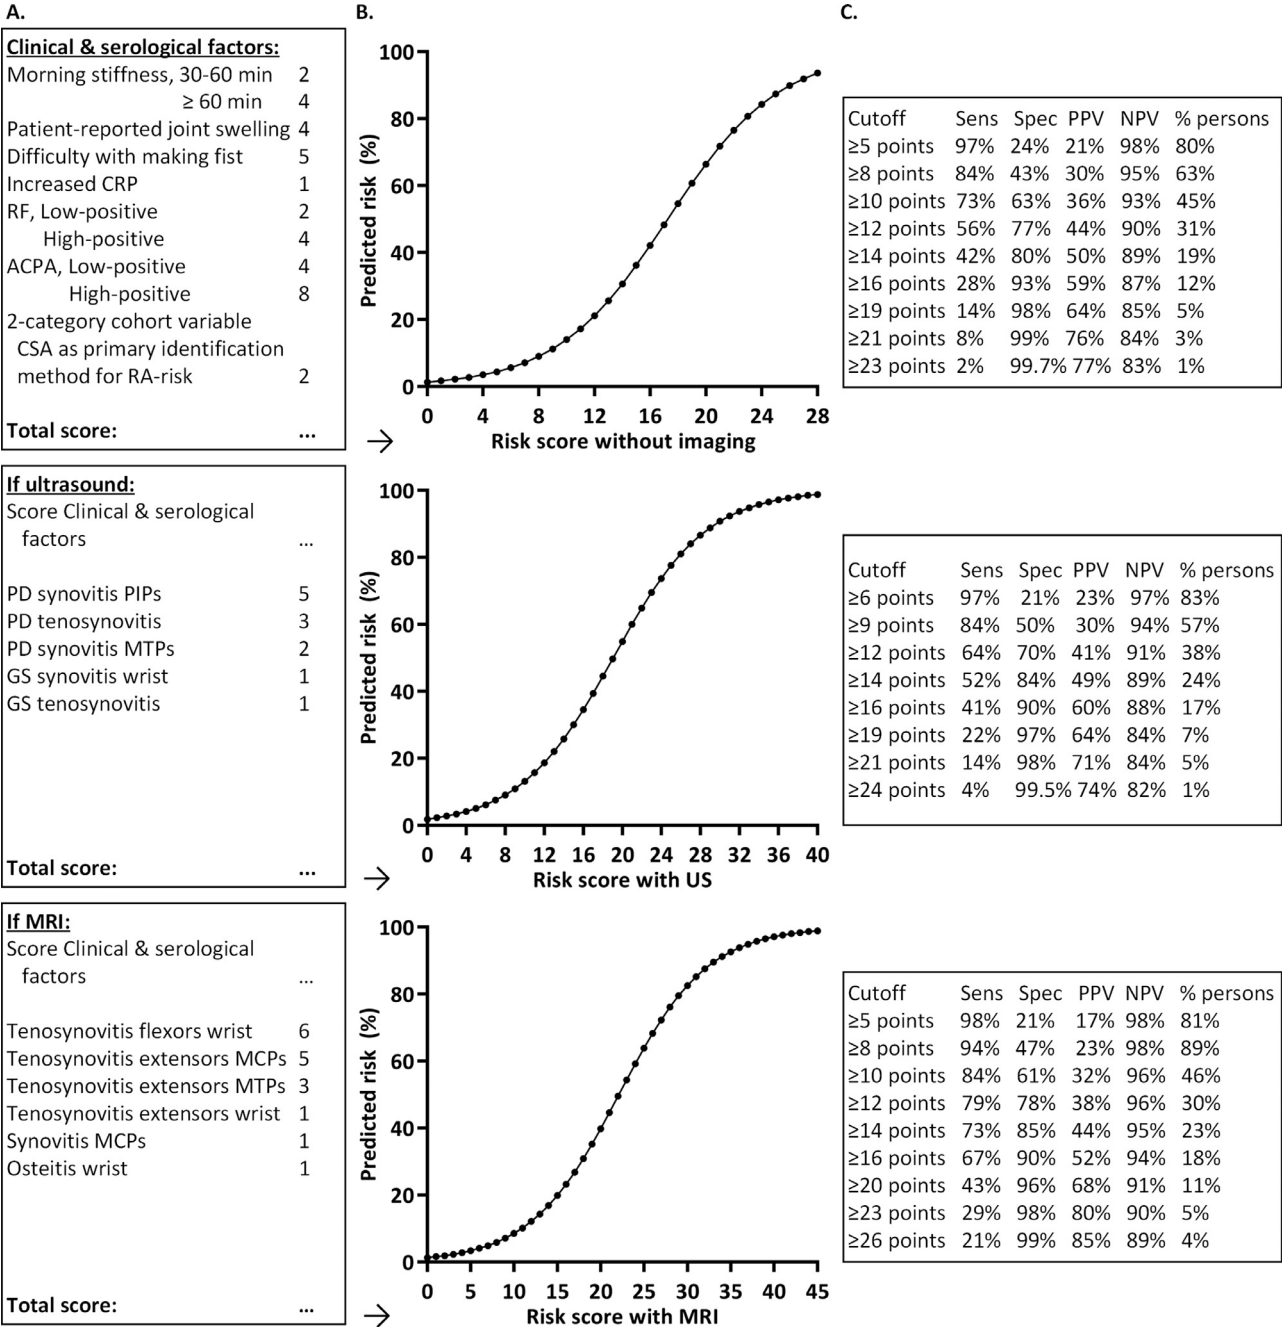 A.
Clinical & serological factors:
Morning stiffness, 30-60 min 2
≥ 60 min 4
Patient-reported joint swelling 4
Difficulty with making fist 5
Increased CRP 1
RF, Low-positive 2
High-positive 4
ACPA, Low-positive 4
High-positive 8
2-category cohort variable
CSA as primary identification
method for RA-risk 2
Total score: ...
B.
Predicted risk (%)
100
80
60
40
20
0
0 4 8 12 16 20 24 28
→ Risk score without imaging
C.
Cutoff Sens Spec PPV NPV % persons
≥5 points 97% 24% 21% 98% 80%
≥8 points 84% 43% 30% 95% 63%
≥10 points 73% 63% 36% 93% 45%
≥12 points 56% 77% 44% 90% 31%
≥14 points 42% 80% 50% 89% 19%
≥16 points 28% 93% 59% 87% 12%
≥19 points 14% 98% 64% 85% 5%
≥21 points 8% 99% 76% 84% 3%
≥23 points 2% 99.7% 77% 83% 1%
If ultrasound:
Score Clinical & serological
factors ...
PD synovitis PIPs 5
PD tenosynovitis 3
PD synovitis MTPs 2
GS synovitis wrist 1
GS tenosynovitis 1
Total score: ...
Predicted risk (%)
100
80
60
40
20
0
0 4 8 12 16 20 24 28 32 36 40
→ Risk score with US
Cutoff Sens Spec PPV NPV % persons
≥6 points 97% 21% 23% 97% 83%
≥9 points 84% 50% 30% 94% 57%
≥12 points 64% 70% 41% 91% 38%
≥14 points 52% 84% 49% 89% 24%
≥16 points 41% 90% 60% 88% 17%
≥19 points 22% 97% 64% 84% 7%
≥21 points 14% 98% 71% 84% 5%
≥24 points 4% 99.5% 74% 82% 1%
If MRI:
Score Clinical & serological
factors ...
Tenosynovitis flexors wrist 6
Tenosynovitis extensors MCPs 5
Tenosynovitis extensors MTPs 3
Tenosynovitis extensors wrist 1
Synovitis MCPs 1
Osteitis wrist 1
Total score: ...
Predicted risk (%)
100
80
60
40
20
0
0 5 10 15 20 25 30 35 40 45
→ Risk score with MRI
Cutoff Sens Spec PPV NPV % persons
≥5 points 98% 21% 17% 98% 81%
≥8 points 94% 47% 23% 98% 89%
≥10 points 84% 61% 32% 96% 46%
≥12 points 79% 78% 38% 96% 30%
≥14 points 73% 85% 44% 95% 23%
≥16 points 67% 90% 52% 94% 18%
≥20 points 43% 96% 68% 91% 11%
≥23 points 29% 98% 80% 90% 5%
≥26 points 21% 99% 85% 89% 4%